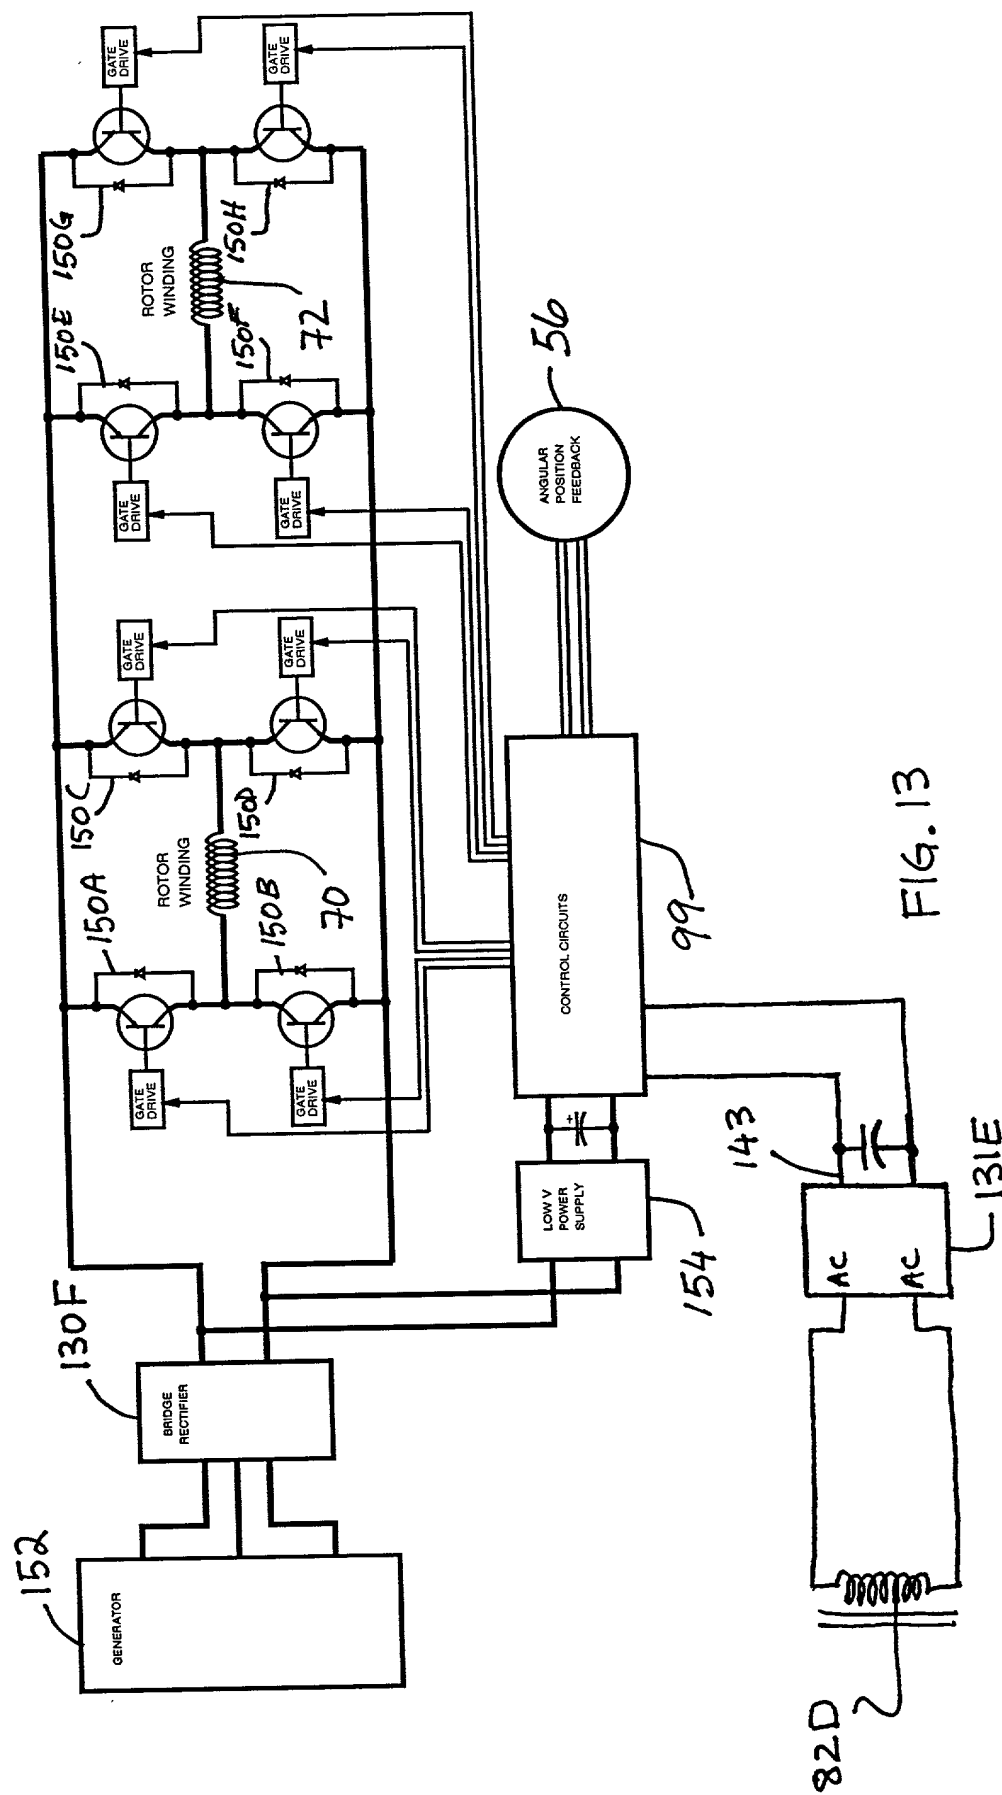 152
GENERATOR
130F
BRIDGE
RECTIFIER
150A
150C
150E
150G
GATE
DRIVE
GATE
DRIVE
GATE
DRIVE
GATE
DRIVE
ROTOR
WINDING
ROTOR
WINDING
150B
150D
150F
150H
70
72
GATE
DRIVE
GATE
DRIVE
GATE
DRIVE
GATE
DRIVE
LOW V
POWER
SUPPLY
154
+
CONTROL CIRCUITS
99
ANGULAR
POSITION
FEEDBACK
56
82D
AC
AC
143
131E
FIG. 13